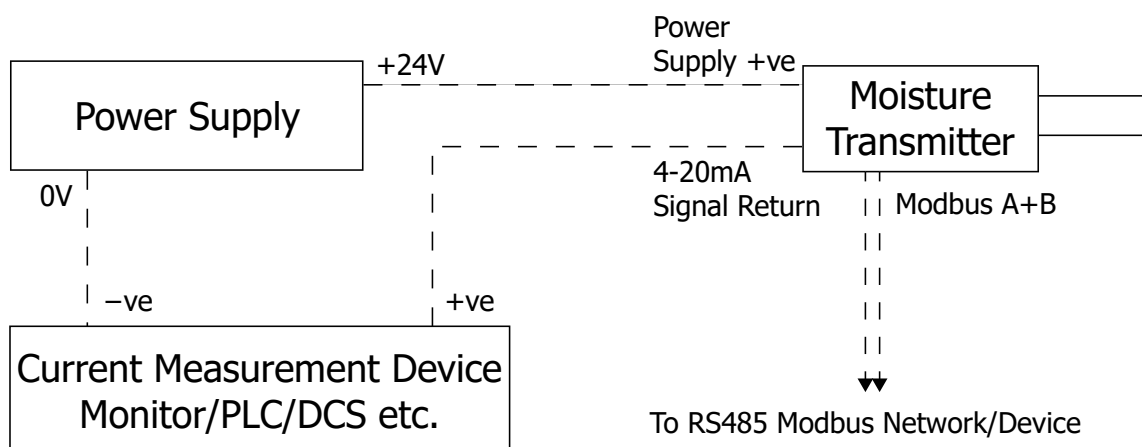 Power
Supply +ve
+24V
Power Supply
Moisture
Transmitter
0V
4-20mA
Signal Return
Modbus A+B
−ve
+ve
Current Measurement Device
Monitor/PLC/DCS etc.
To RS485 Modbus Network/Device